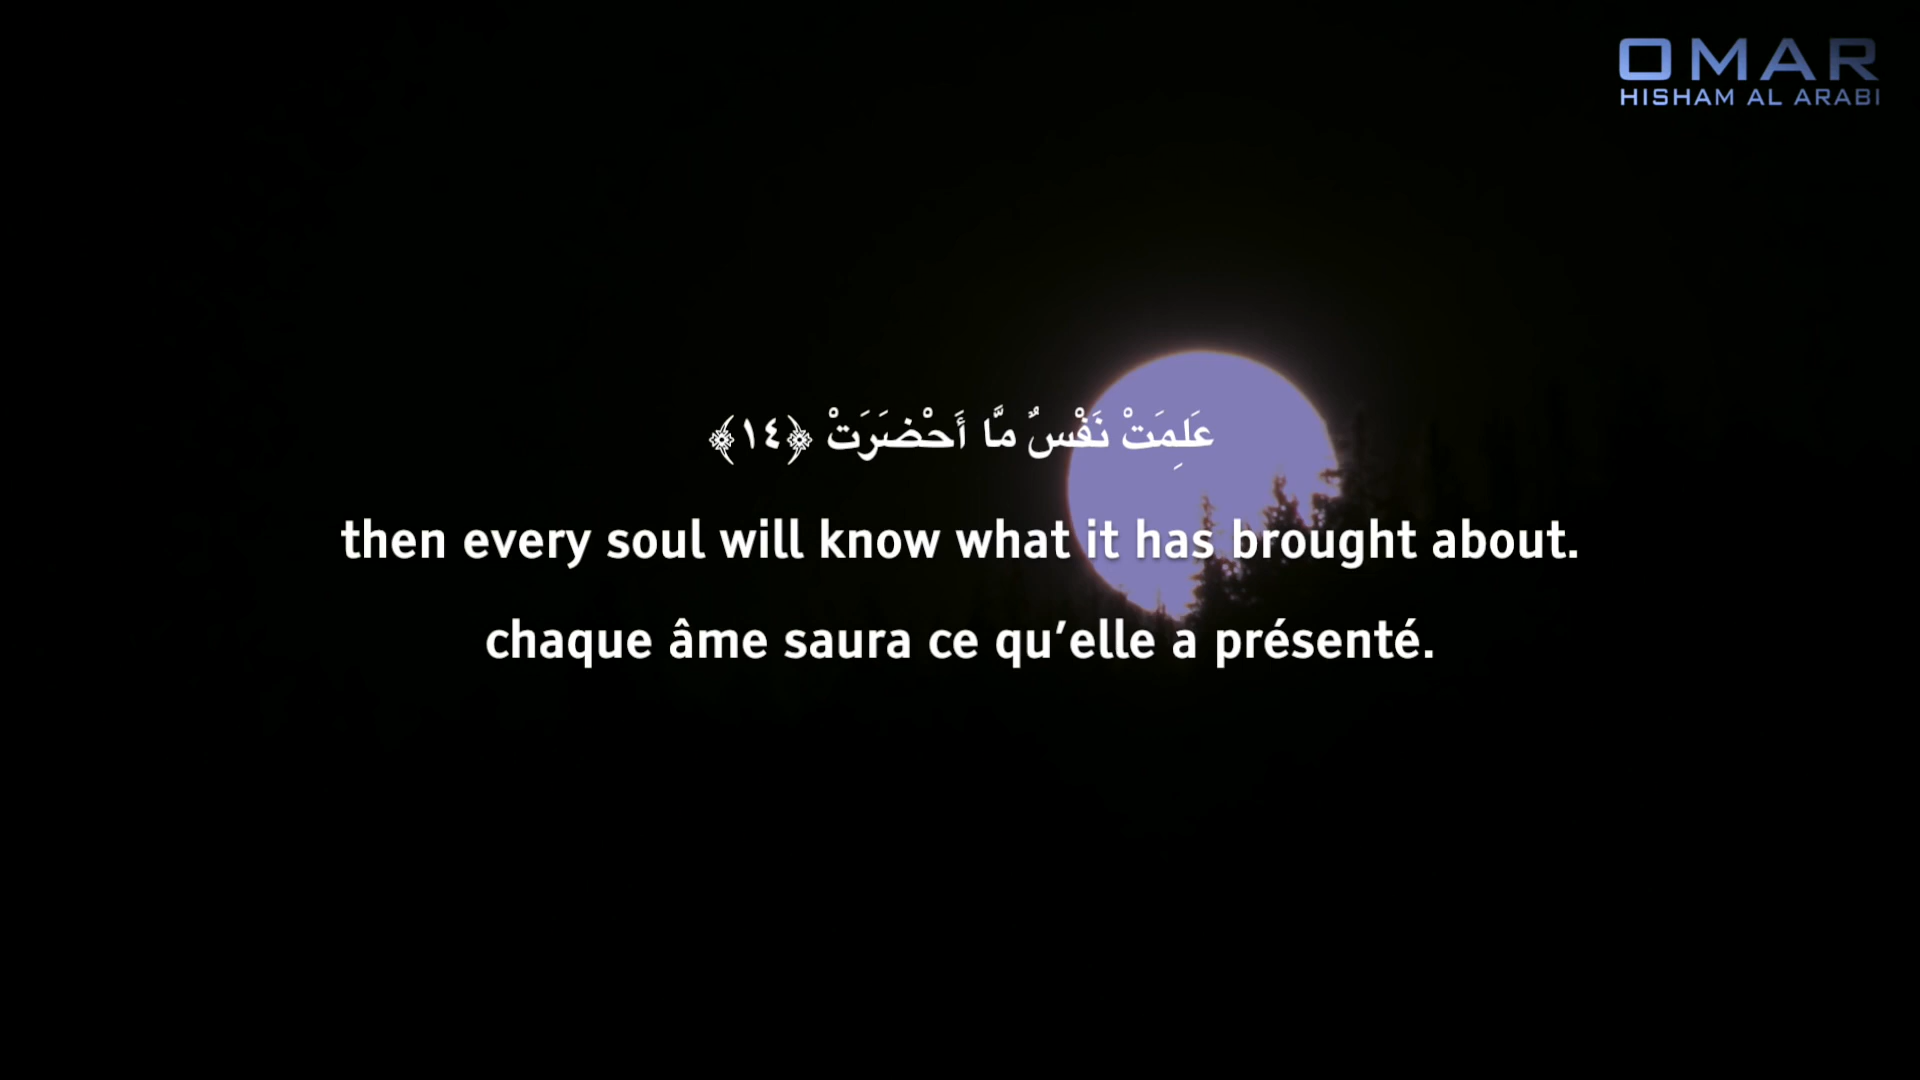 OMAR
HISHAM AL ARABI
عَلِمَتْ نَفْسٌ مَّا أَحْضَرَتْ ﴿١٤﴾
then every soul will know what it has brought about.
chaque âme saura ce qu’elle a présenté.